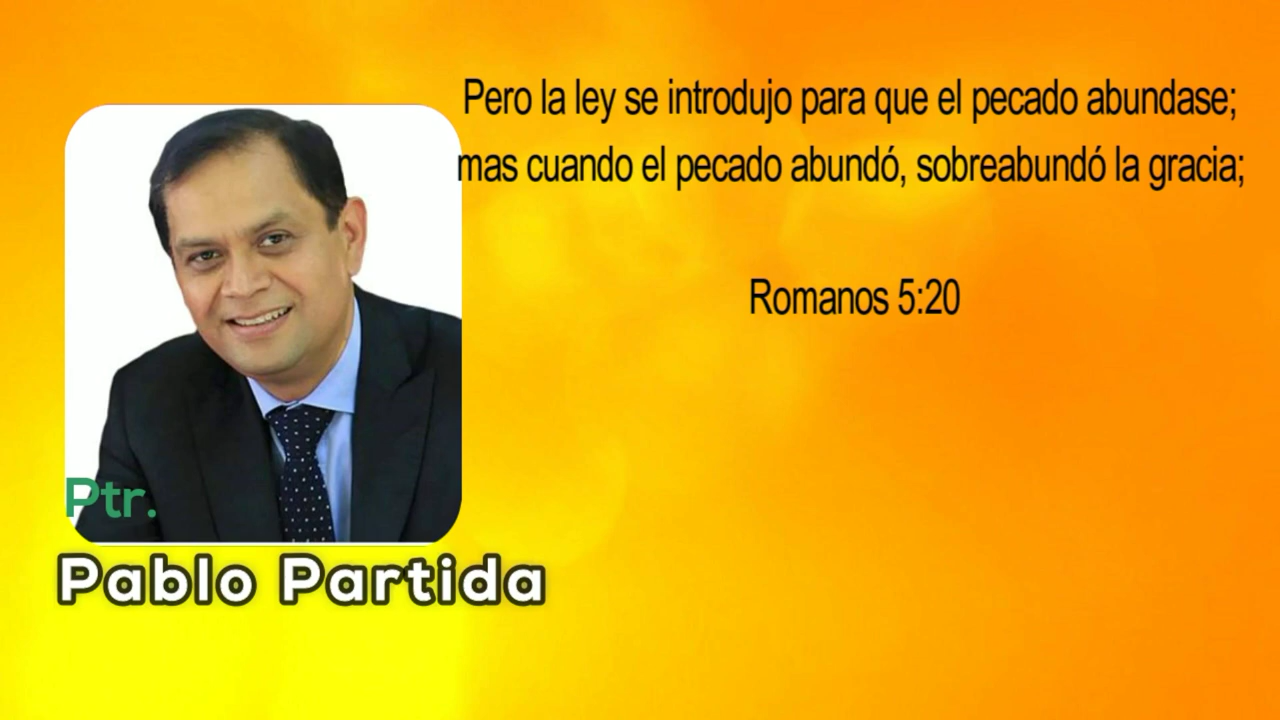 Pero la ley se introdujo para que el pecado abundase;
mas cuando el pecado abundó, sobreabundó la gracia;
Romanos 5:20
Ptr.
Pablo Partida